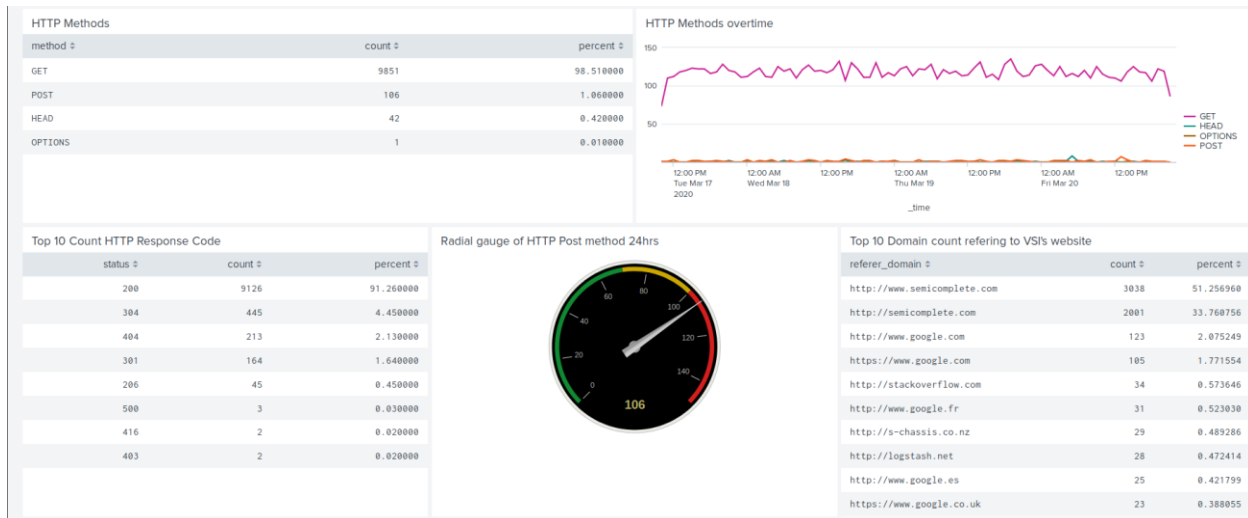 HTTP Methods
method count percent
GET 9851 98.510000
POST 106 1.060000
HEAD 42 0.420000
OPTIONS 1 0.010000
HTTP Methods overtime
150
100
50
GET
HEAD
OPTIONS
POST
12:00 PM 12:00 AM 12:00 PM 12:00 AM 12:00 PM 12:00 AM 12:00 PM
Tue Mar 17 Wed Mar 18 Thu Mar 19 Fri Mar 20
2020
_time
Top 10 Count HTTP Response Code
status count percent
200 9126 91.260000
304 445 4.450000
404 213 2.130000
301 164 1.640000
206 45 0.450000
500 3 0.030000
416 2 0.020000
403 2 0.020000
Radial gauge of HTTP Post method 24hrs
0
20
40
60
80
100
120
140
106
Top 10 Domain count refering to VSI's website
referer_domain count percent
http://www.semicomplete.com 3038 51.256960
http://semicomplete.com 2001 33.760756
http://www.google.com 123 2.075249
https://www.google.com 105 1.771554
http://stackoverflow.com 34 0.573646
http://www.google.fr 31 0.523030
http://s-chassis.co.nz 29 0.489286
http://logstash.net 28 0.472414
http://www.google.es 25 0.421799
https://www.google.co.uk 23 0.388055